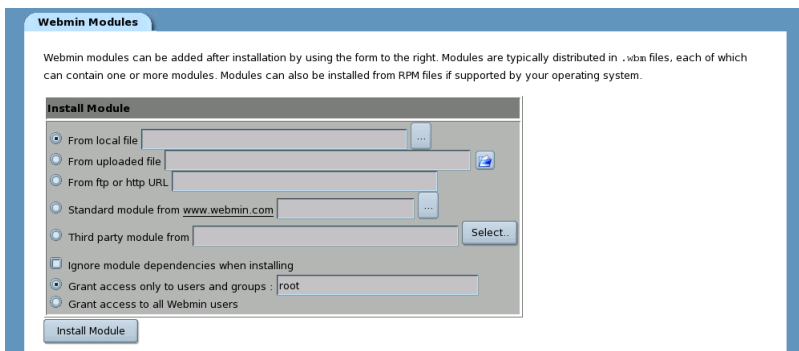 Webmin Modules
Webmin modules can be added after installation by using the form to the right. Modules are typically distributed in .wbm files, each of which
can contain one or more modules. Modules can also be installed from RPM files if supported by your operating system.
Install Module
From local file ...
From uploaded file
From ftp or http URL
Standard module from www.webmin.com ...
Third party module from Select..
Ignore module dependencies when installing
Grant access only to users and groups : root
Grant access to all Webmin users
Install Module